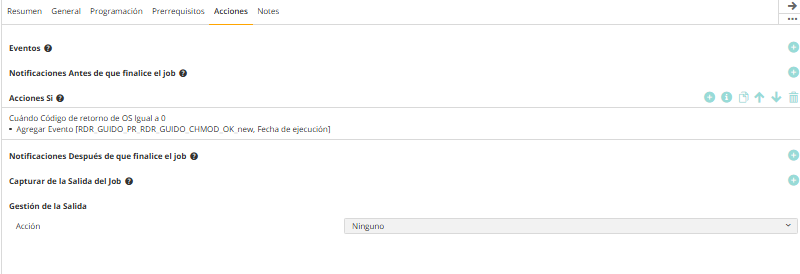 Resumen General Programación Prerrequisitos Acciones Notes
Eventos
Notificaciones Antes de que finalice el job
Acciones Si
Cuándo Código de retorno de OS Igual a 0
• Agregar Evento [RDR_GUIDO_PR_RDR_GUIDO_CHMOD_OK_new, Fecha de ejecución]
Notificaciones Después de que finalice el job
Capturar de la Salida del Job
Gestión de la Salida
Acción Ninguno